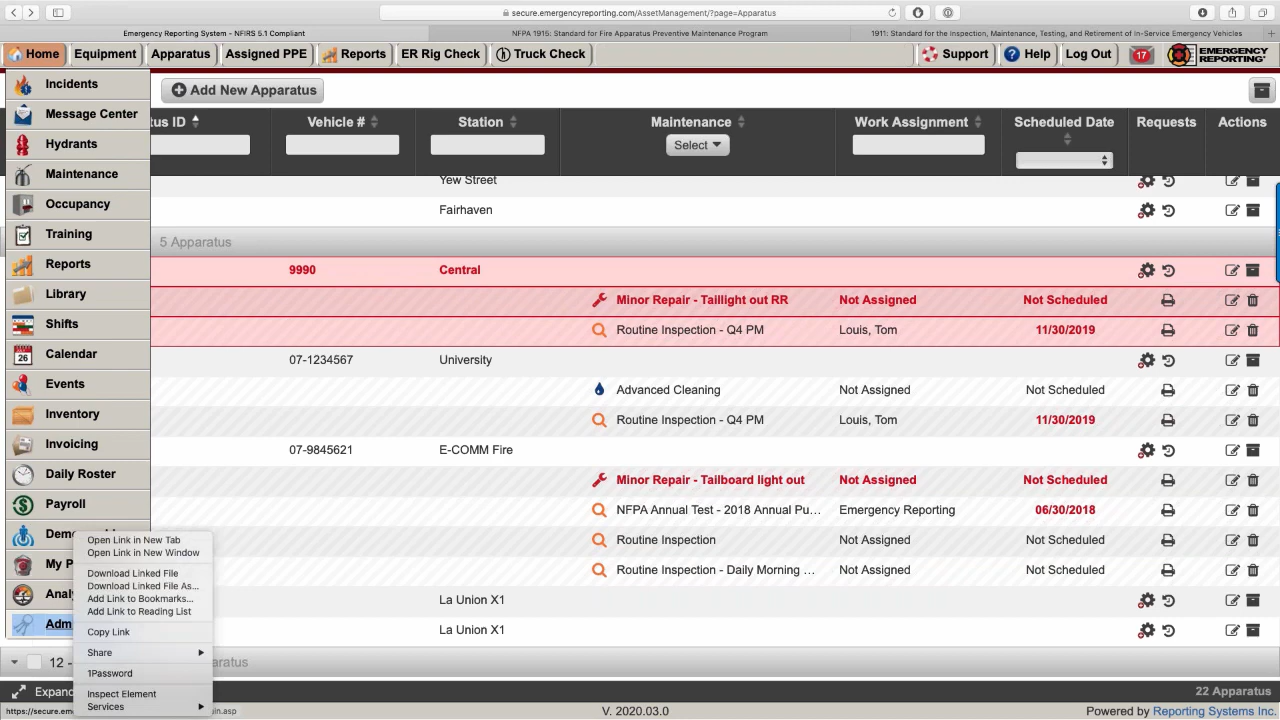 secure.emergencyreporting.com/AssetManagement/?page=Apparatus
Emergency Reporting System - NFIRS 5.1 Compliant
NFPA 1915: Standard for Fire Apparatus Preventive Maintenance Program
1911: Standard for the Inspection, Maintenance, Testing, and Retirement of In-Service Emergency Vehicles
Home Equipment Apparatus Assigned PPE Reports ER Rig Check Truck Check Support Help Log Out 17 EMERGENCY REPORTING
Incidents
Message Center
Hydrants
Maintenance
Occupancy
Training
Reports
Library
Shifts
Calendar
26
Events
Inventory
Invoicing
Daily Roster
Payroll
My P
Adm
Add New Apparatus
tus ID Vehicle # Station Maintenance Work Assignment Scheduled Date Requests Actions
Select
Yew Street
Fairhaven
5 Apparatus
9990 Central
Minor Repair - Taillight out RR Not Assigned Not Scheduled
Routine Inspection - Q4 PM Louis, Tom 11/30/2019
07-1234567 University
Advanced Cleaning Not Assigned Not Scheduled
Routine Inspection - Q4 PM Louis, Tom 11/30/2019
07-9845621 E-COMM Fire
Minor Repair - Tailboard light out Not Assigned Not Scheduled
NFPA Annual Test - 2018 Annual Pu... Emergency Reporting 06/30/2018
Routine Inspection Not Assigned Not Scheduled
Routine Inspection - Daily Morning ... Not Assigned Not Scheduled
La Union X1
La Union X1
12 - aratus
Open Link in New Tab
Open Link in New Window
Download Linked File
Download Linked File As...
Add Link to Bookmarks...
Add Link to Reading List
Copy Link
Share
1Password
Inspect Element
Services
Expand
22 Apparatus
https://secure.eme in.asp
V. 2020.03.0
Powered by Reporting Systems Inc.